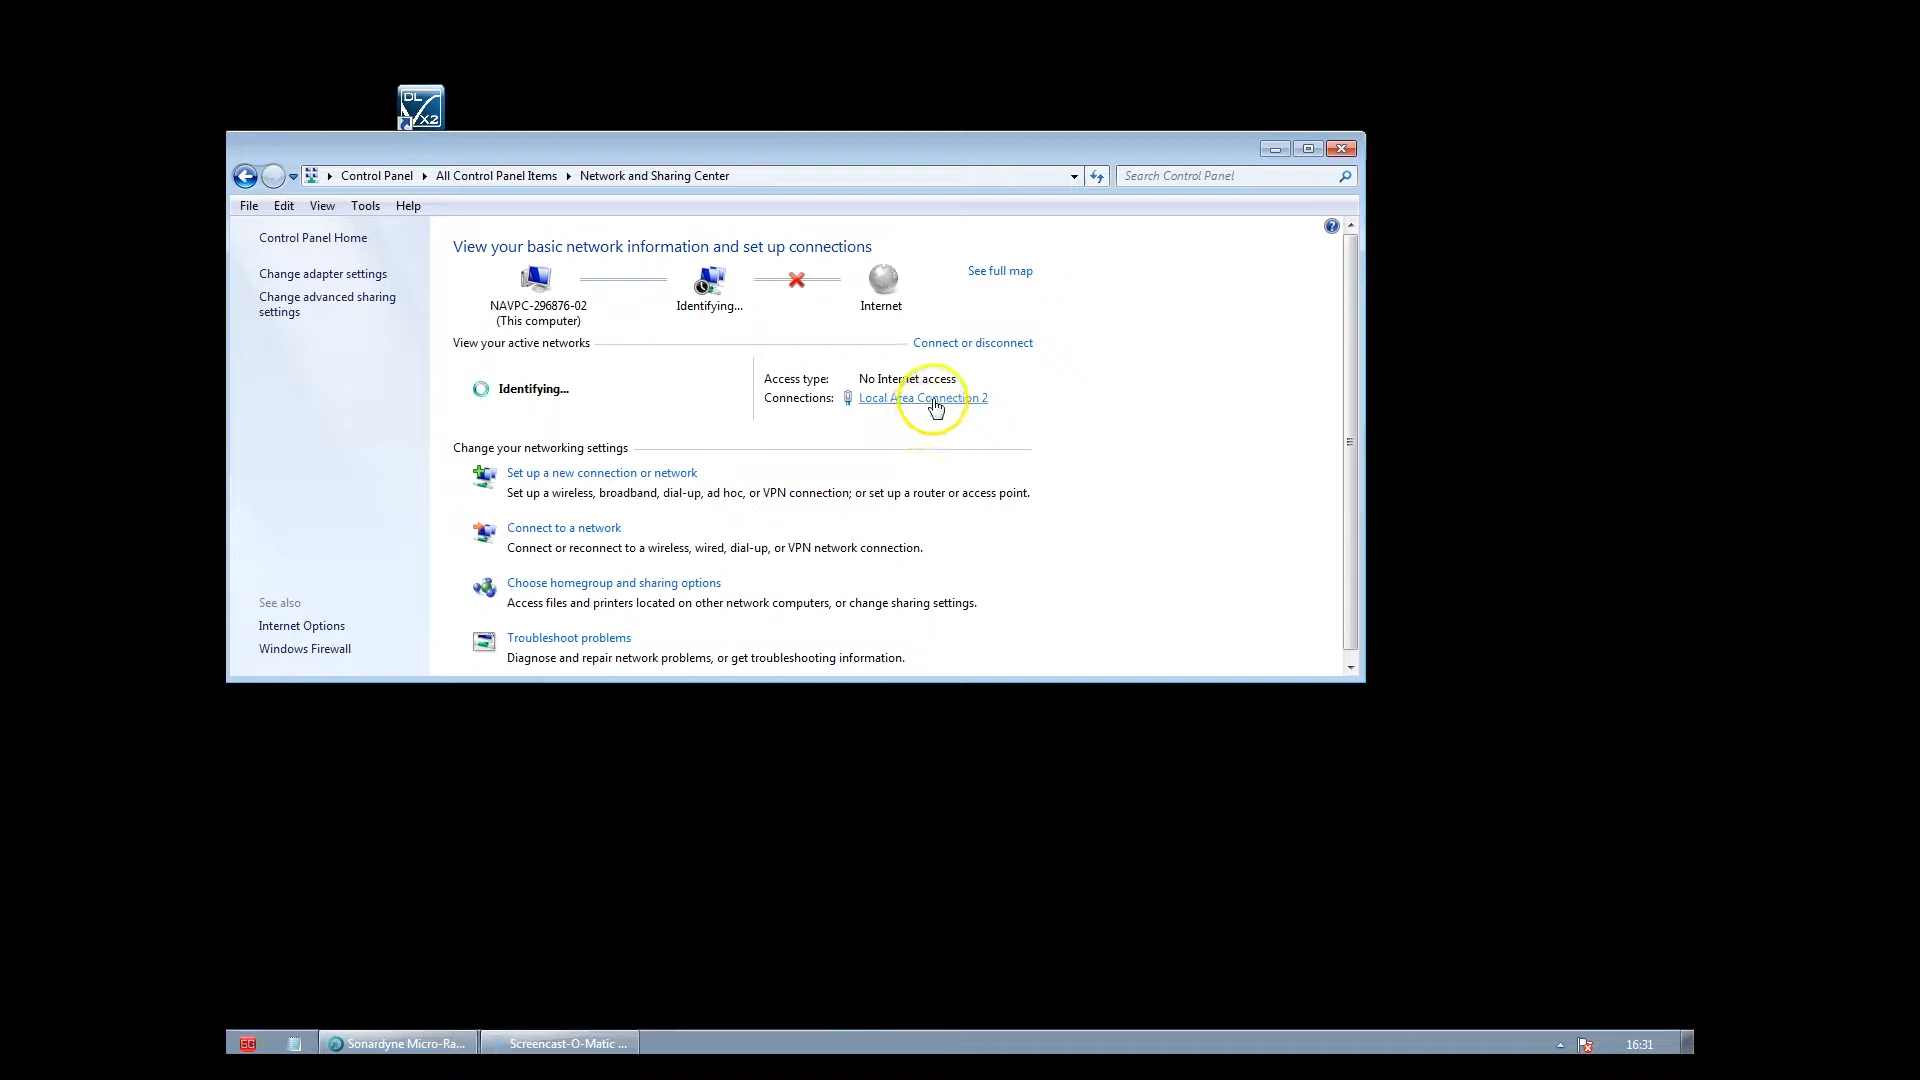 DL
X2
Control Panel
All Control Panel Items
Network and Sharing Center
Search Control Panel
File Edit View Tools Help
Control Panel Home
Change adapter settings
Change advanced sharing
settings
See also
Internet Options
Windows Firewall
View your basic network information and set up connections
See full map
NAVPC-296876-02
(This computer)
Identifying...
Internet
View your active networks
Connect or disconnect
Identifying...
Access type: No Internet access
Connections: Local Area Connection 2
Change your networking settings
Set up a new connection or network
Set up a wireless, broadband, dial-up, ad hoc, or VPN connection; or set up a router or access point.
Connect to a network
Connect or reconnect to a wireless, wired, dial-up, or VPN network connection.
Choose homegroup and sharing options
Access files and printers located on other network computers, or change sharing settings.
Troubleshoot problems
Diagnose and repair network problems, or get troubleshooting information.
SG
Sonardyne Micro-Ra...
Screencast-O-Matic ...
16:31